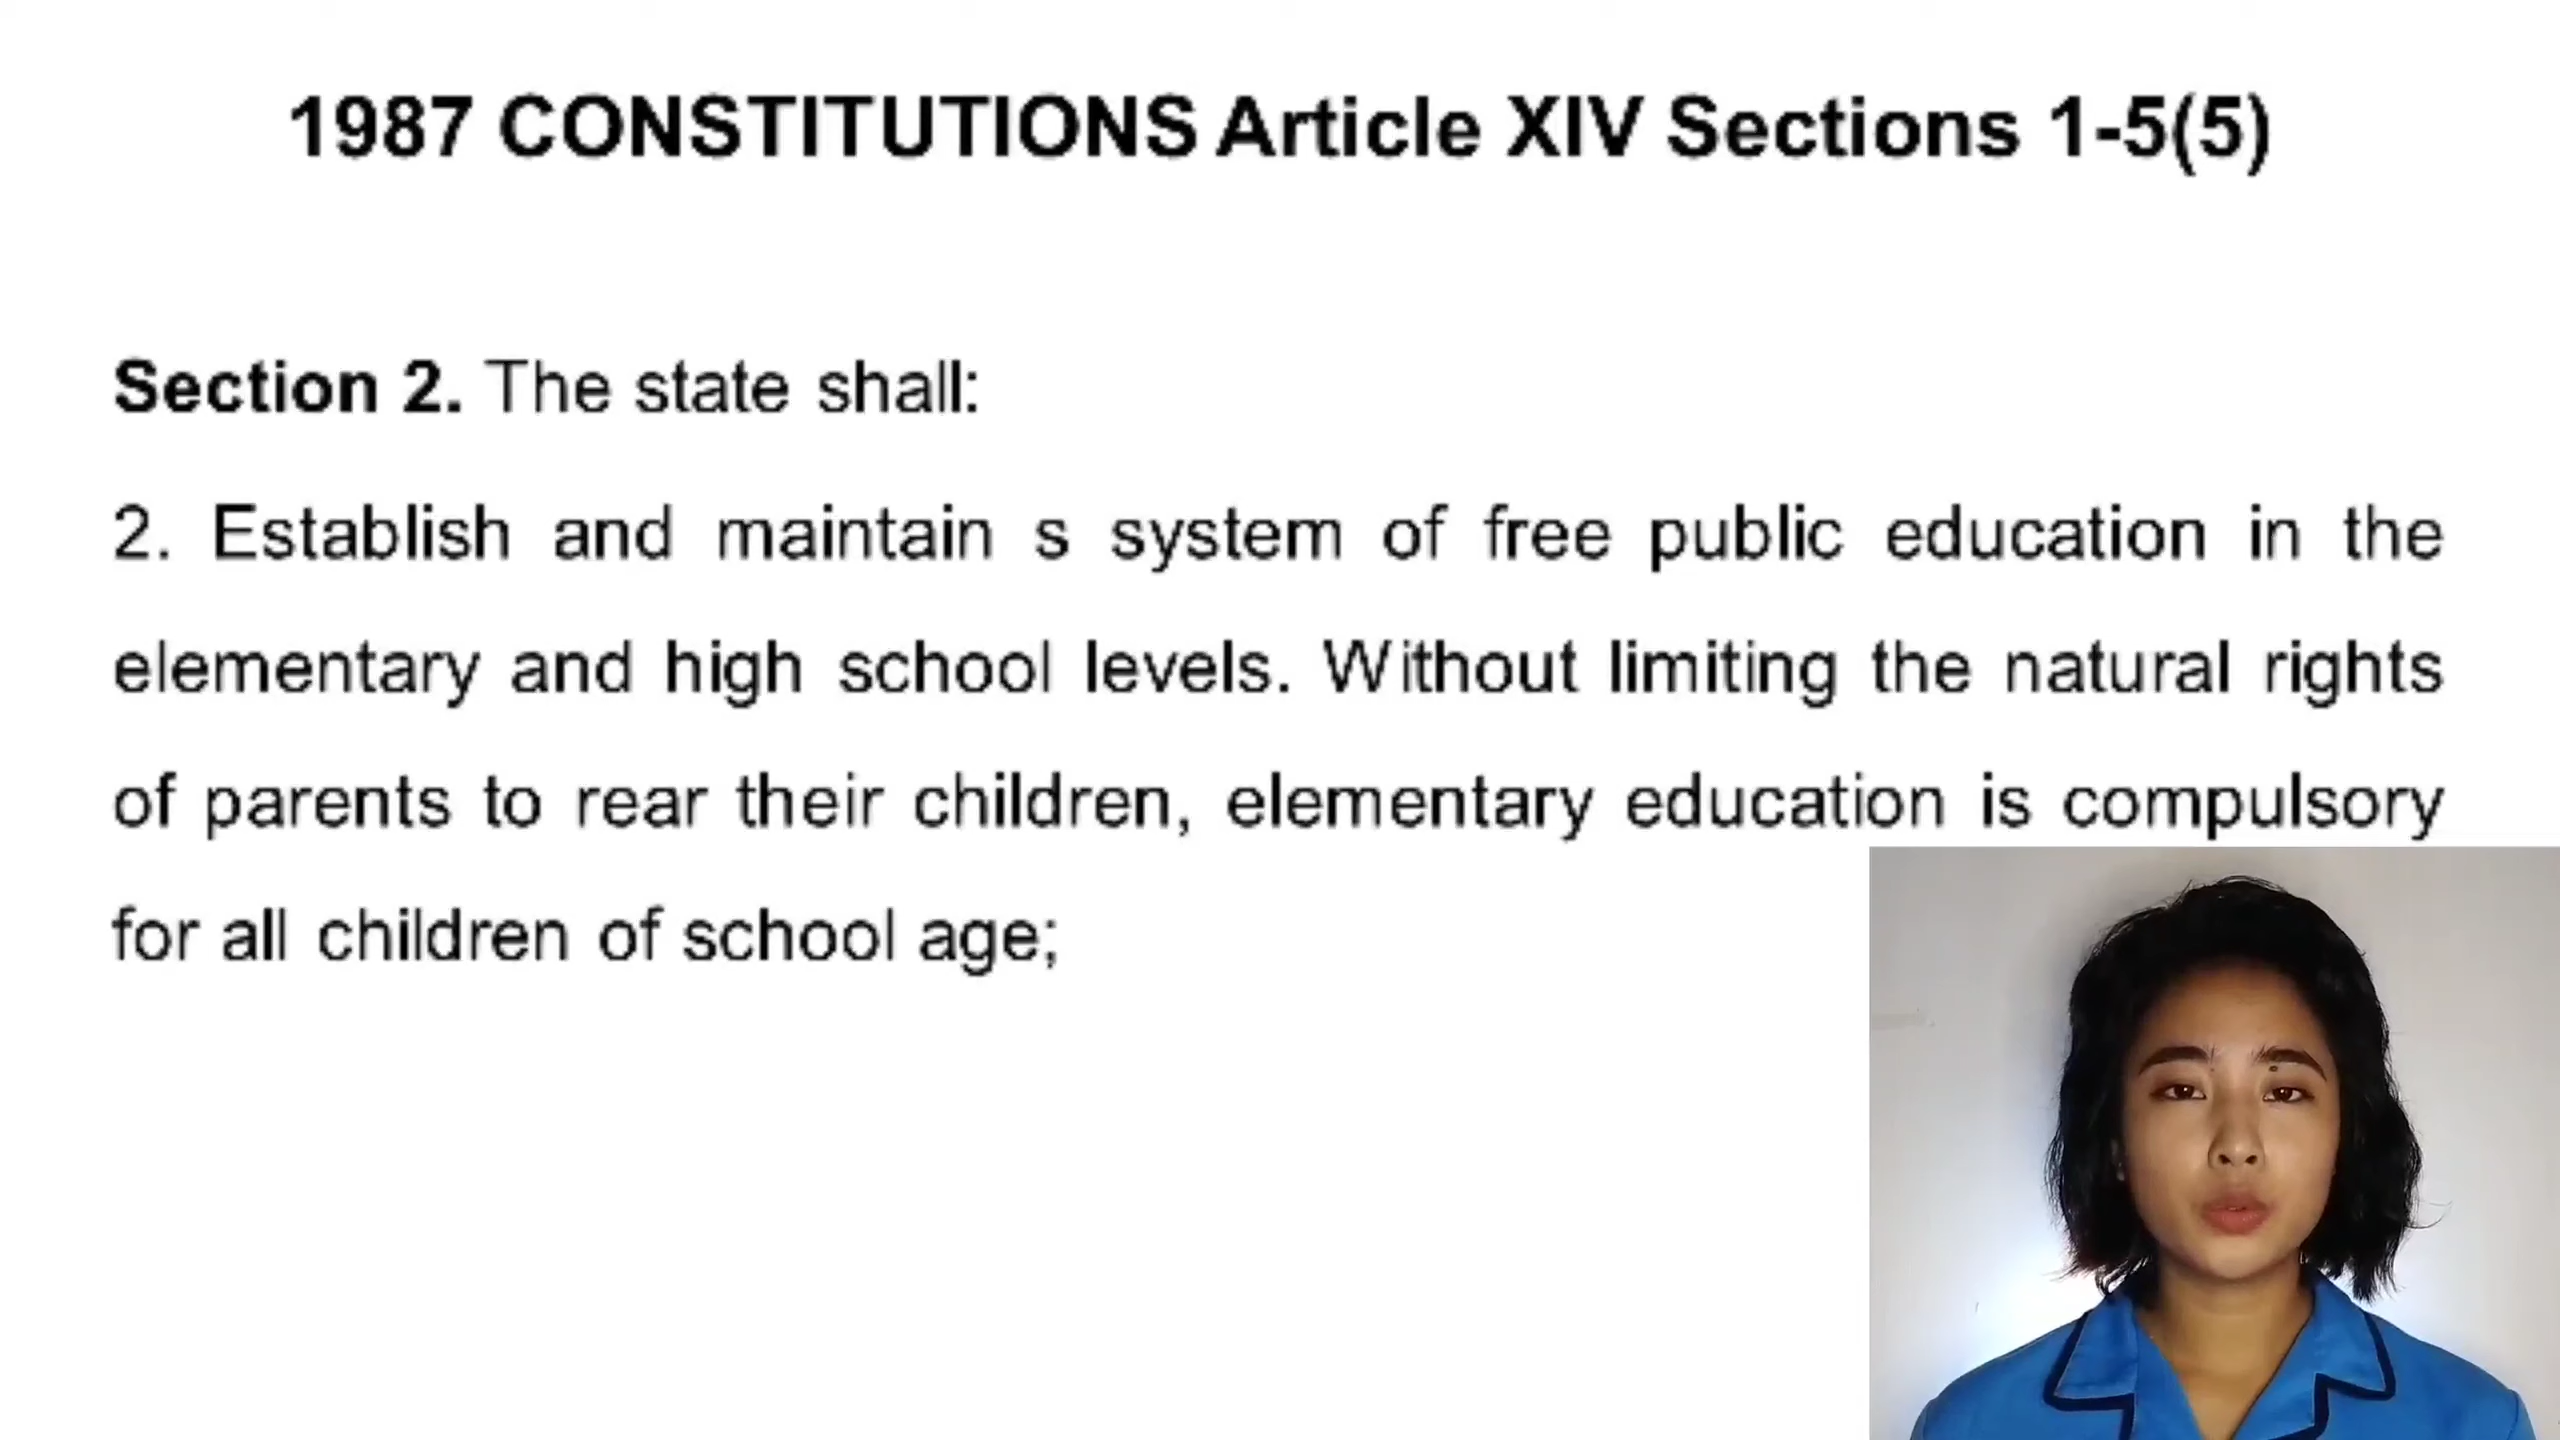 1987 CONSTITUTIONS Article XIV Sections 1-5(5)
Section 2. The state shall:
2. Establish and maintain s system of free public education in the
elementary and high school levels. Without limiting the natural rights
of parents to rear their children, elementary education is compulsory
for all children of school age;